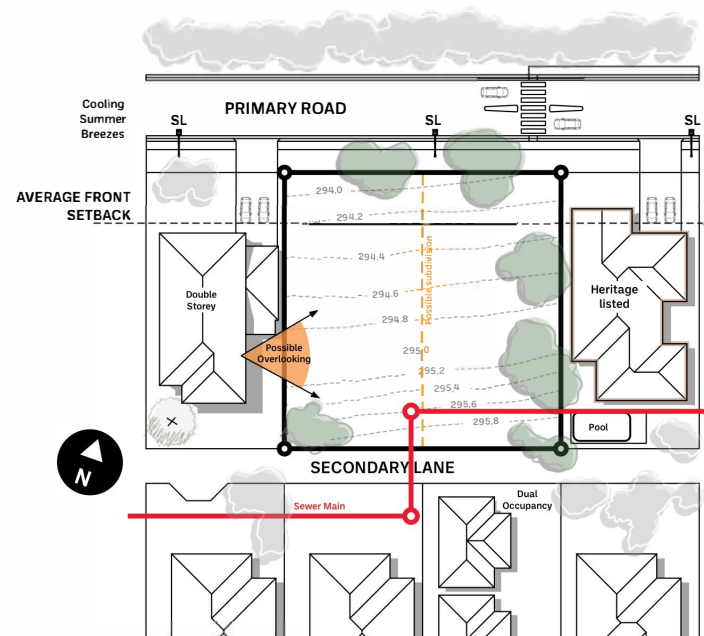 Cooling
Summer
Breezes
PRIMARY ROAD
SL
SL
SL
AVERAGE FRONT
SETBACK
294.0
294.2
294.4
294.6
294.8
295.0
295.2
295.4
295.6
295.8
Possible subdivision
Double
Storey
Possible
Overlooking
Heritage
listed
Pool
N
SECONDARY LANE
Sewer Main
Dual
Occupancy